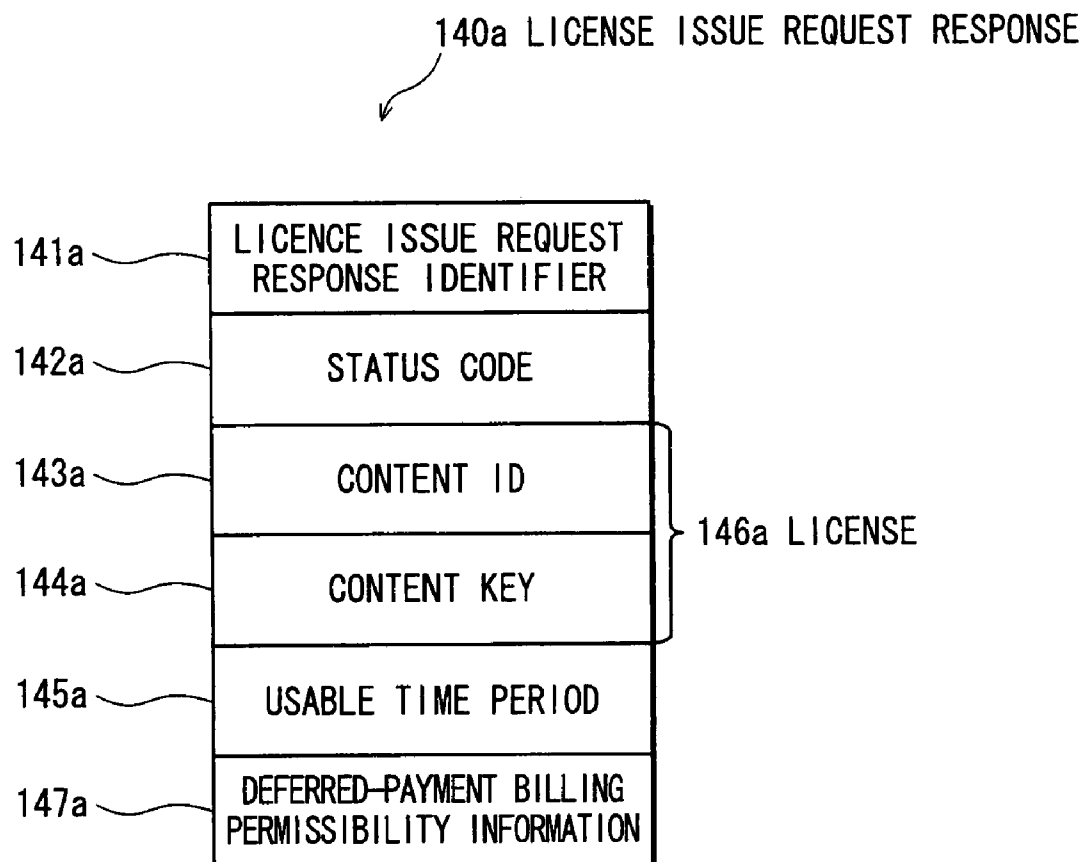 140a LICENSE ISSUE REQUEST RESPONSE
141a
LICENCE ISSUE REQUEST
RESPONSE IDENTIFIER
142a
STATUS CODE
143a
CONTENT ID
144a
CONTENT KEY
146a LICENSE
145a
USABLE TIME PERIOD
147a
DEFERRED-PAYMENT BILLING
PERMISSIBILITY INFORMATION